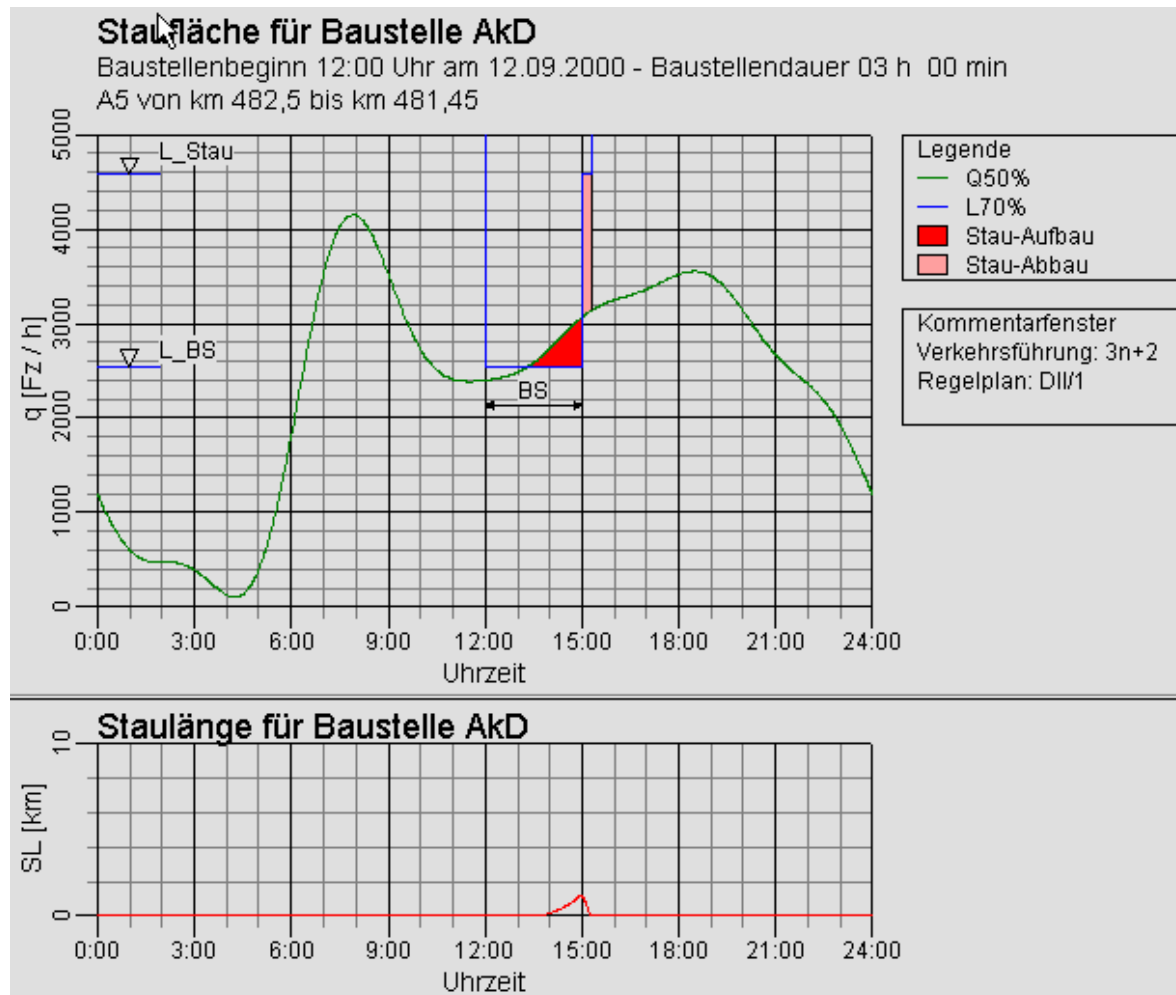 Staufläche für Baustelle AkD
Baustellenbeginn 12:00 Uhr am 12.09.2000 - Baustellendauer 03 h 00 min
A5 von km 482,5 bis km 481,45
5000
4000
3000
2000
1000
0
q [Fz / h]
L_Stau
L_BS
BS
0:00 3:00 6:00 9:00 12:00 15:00 18:00 21:00 24:00
Uhrzeit
Legende
Q50%
L70%
Stau-Aufbau
Stau-Abbau
Kommentarfenster
Verkehrsführung: 3n+2
Regelplan: DII/1
Staulänge für Baustelle AkD
10
0
SL [km]
0:00 3:00 6:00 9:00 12:00 15:00 18:00 21:00 24:00
Uhrzeit